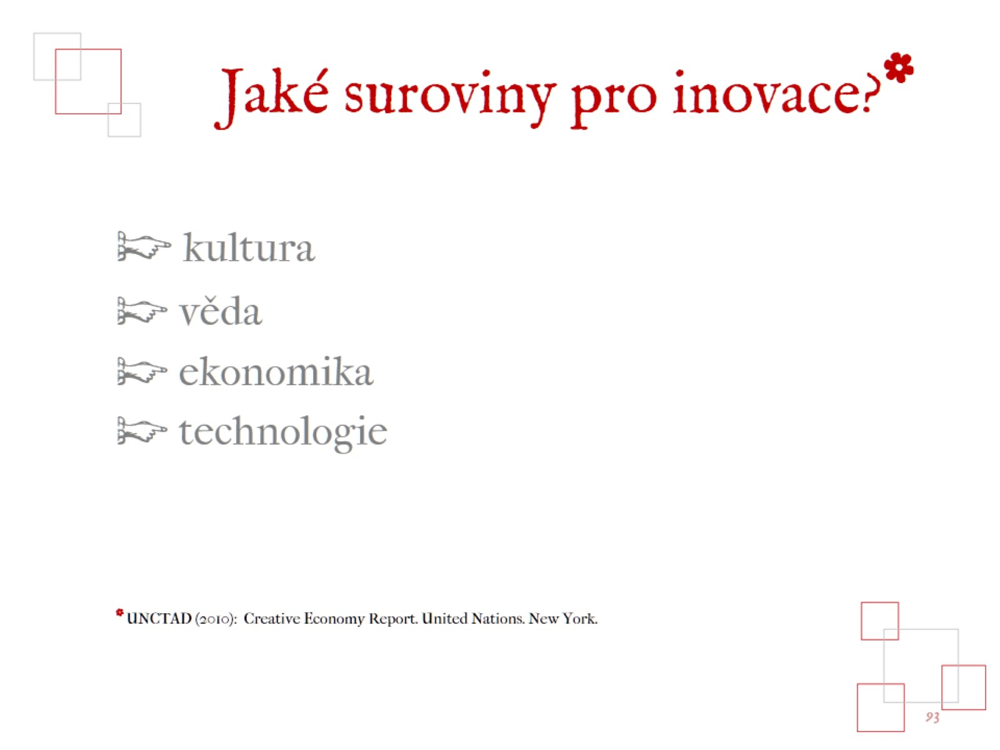 Jaké suroviny pro inovace?*
☞ kultura
☞ věda
☞ ekonomika
☞ technologie
* UNCTAD (2010): Creative Economy Report. United Nations. New York.
93